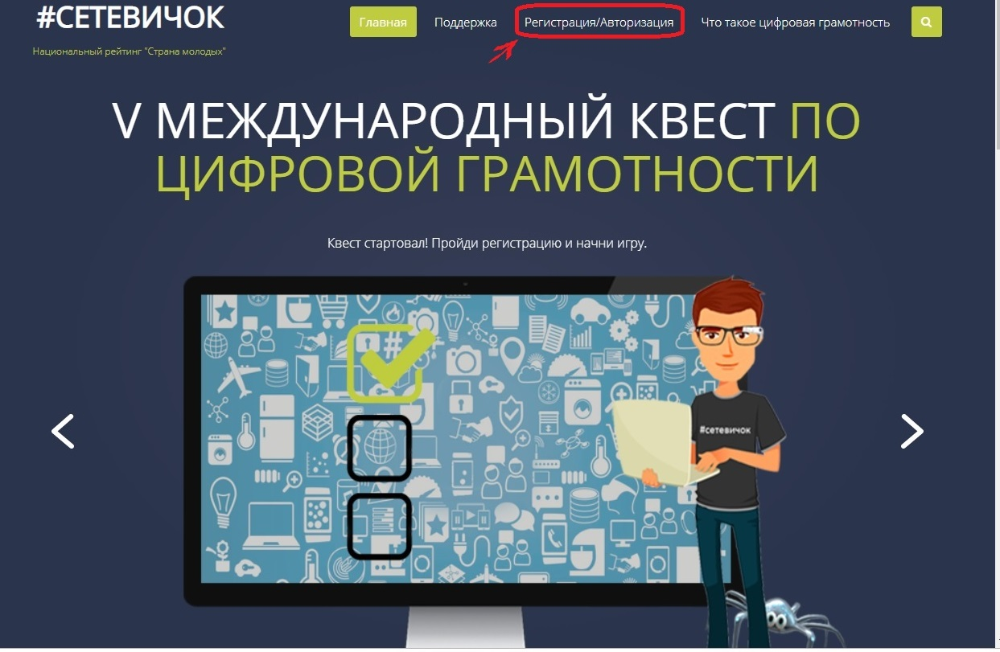 #СЕТЕВИЧОК
Главная
Поддержка
Регистрация/Авторизация
Что такое цифровая грамотность
Национальный рейтинг "Страна молодых"
V МЕЖДУНАРОДНЫЙ КВЕСТ ПО
ЦИФРОВОЙ ГРАМОТНОСТИ
Квест стартовал! Пройди регистрацию и начни игру.
#
#сетевичок